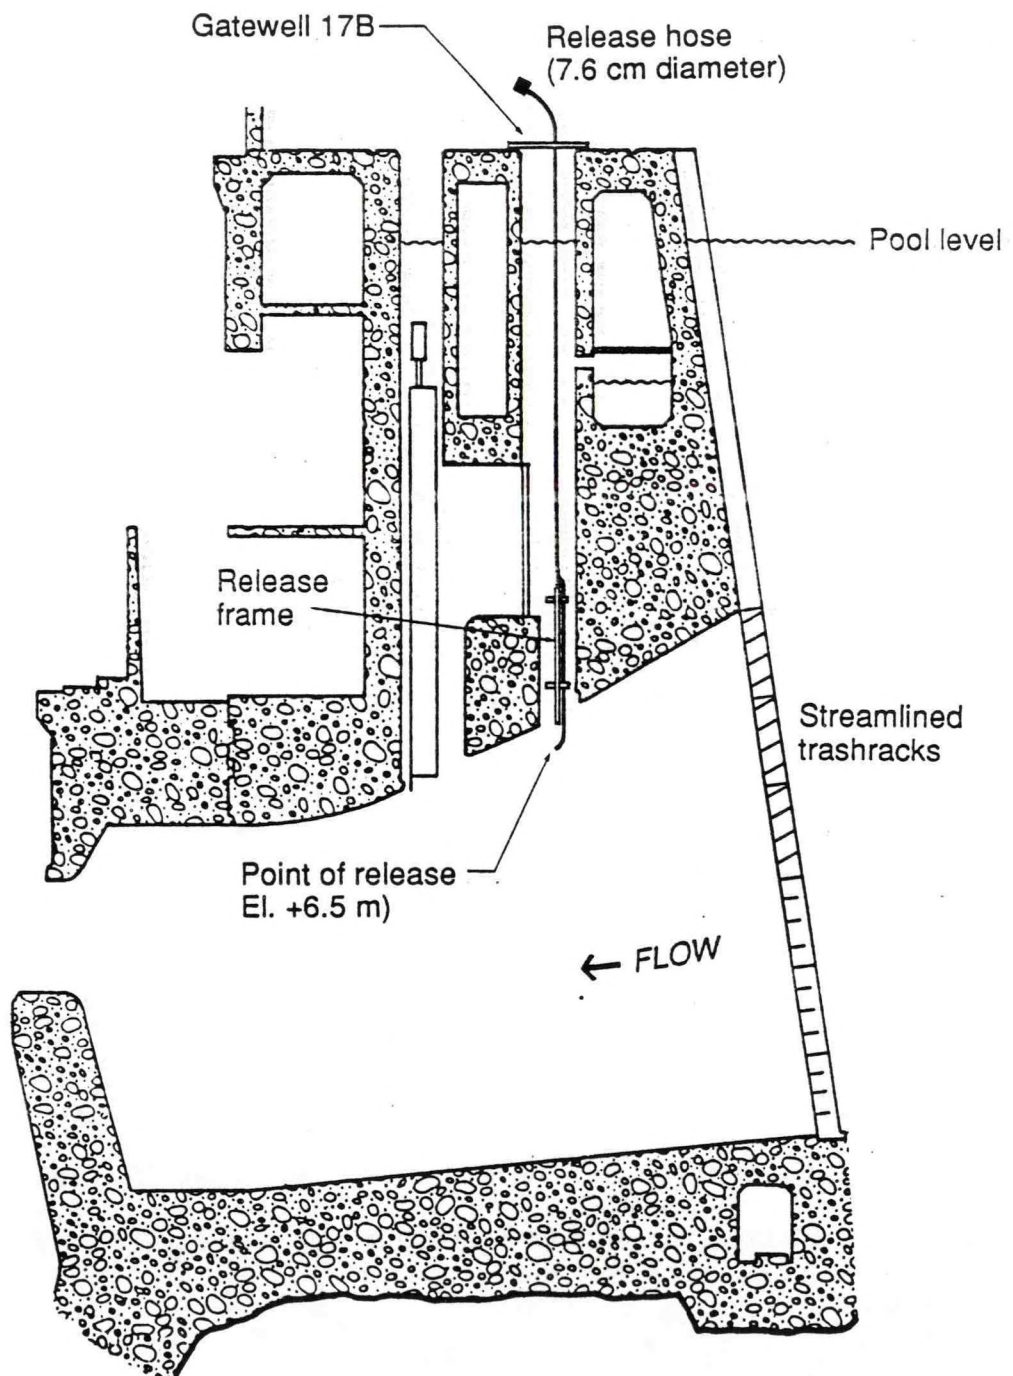 Gatewell 17B
Release hose
(7.6 cm diameter)
Pool level
Release
frame
Streamlined
trashracks
Point of release
El. +6.5 m)
← FLOW